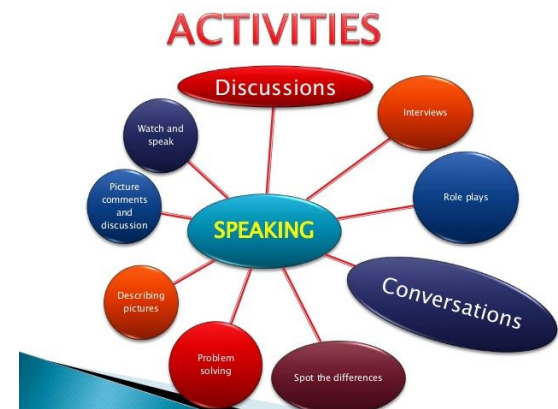 ACTIVITIES
Discussions
Interviews
Watch and
speak
Role plays
Picture
comments
and
discussion
SPEAKING
Conversations
Describing
pictures
Problem
solving
Spot the differences